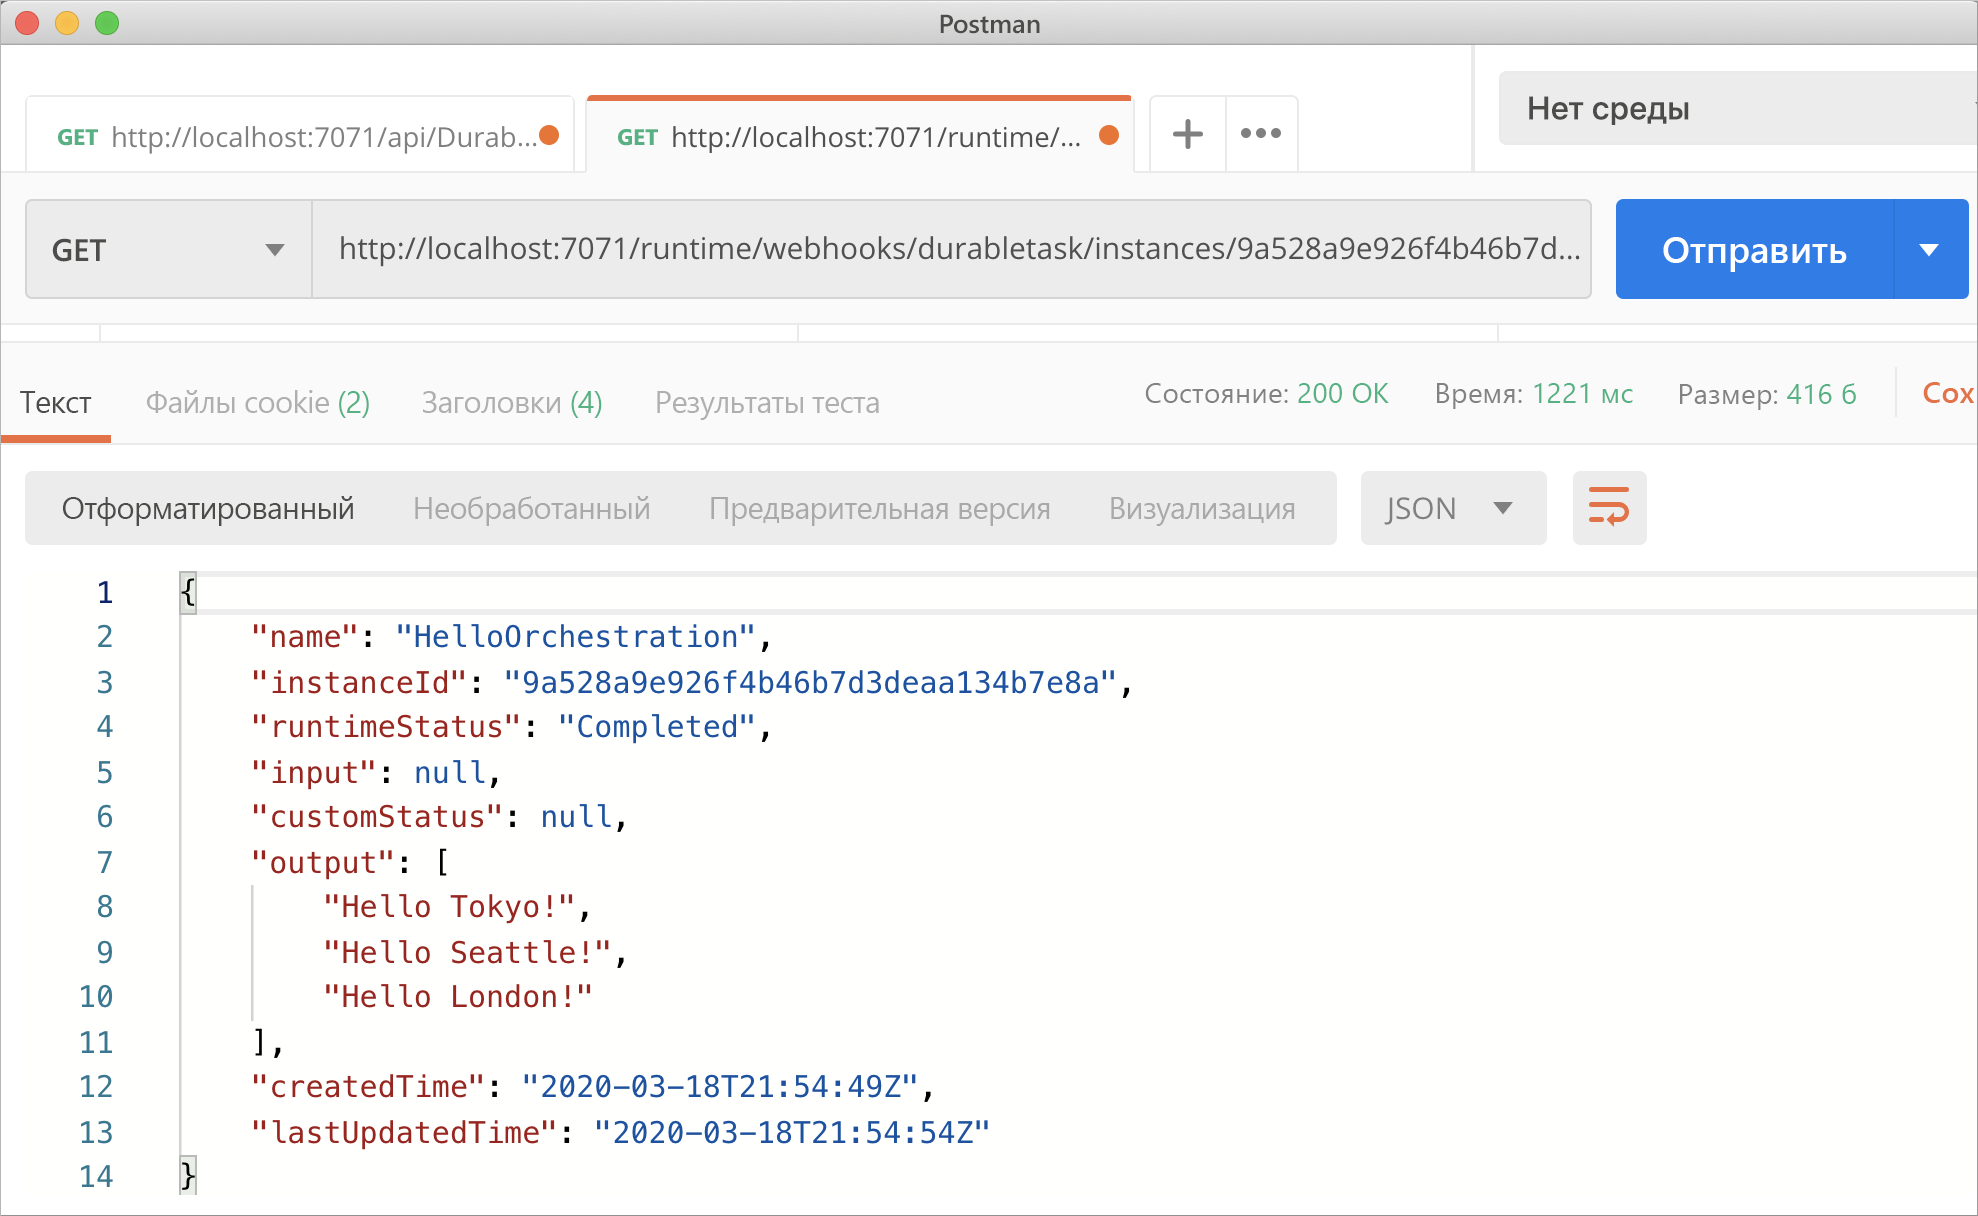 Postman
GET http://localhost:7071/api/Durab...
GET http://localhost:7071/runtime/...
Нет среды
GET
http://localhost:7071/runtime/webhooks/durabletask/instances/9a528a9e926f4b46b7d...
Отправить
Текст
Файлы cookie (2)
Заголовки (4)
Результаты теста
Состояние: 200 ОК
Время: 1221 мс
Размер: 416 б
Сох
Отформатированный
Необработанный
Предварительная версия
Визуализация
JSON
1 {
2 "name": "HelloOrchestration",
3 "instanceId": "9a528a9e926f4b46b7d3deaa134b7e8a",
4 "runtimeStatus": "Completed",
5 "input": null,
6 "customStatus": null,
7 "output": [
8 "Hello Tokyo!",
9 "Hello Seattle!",
10 "Hello London!"
11 ],
12 "createdTime": "2020-03-18T21:54:49Z",
13 "lastUpdatedTime": "2020-03-18T21:54:54Z"
14 }